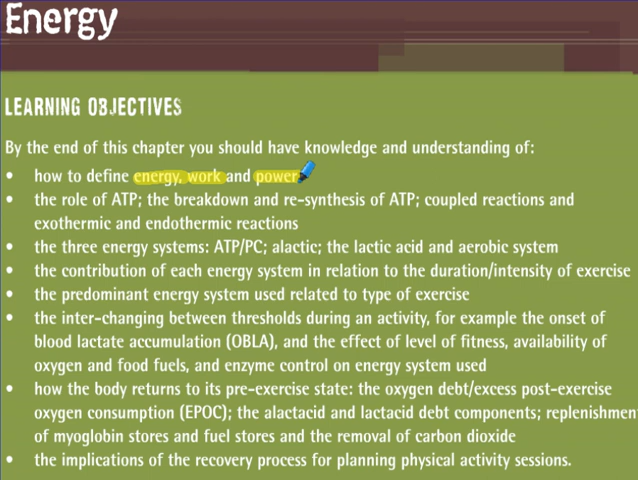 Energy
LEARNING OBJECTIVES
By the end of this chapter you should have knowledge and understanding of:
• how to define energy, work and power
• the role of ATP; the breakdown and re-synthesis of ATP; coupled reactions and
exothermic and endothermic reactions
• the three energy systems: ATP/PC; alactic; the lactic acid and aerobic system
• the contribution of each energy system in relation to the duration/intensity of exercise
• the predominant energy system used related to type of exercise
• the inter-changing between thresholds during an activity, for example the onset of
blood lactate accumulation (OBLA), and the effect of level of fitness, availability of
oxygen and food fuels, and enzyme control on energy system used
• how the body returns to its pre-exercise state: the oxygen debt/excess post-exercise
oxygen consumption (EPOC); the alactacid and lactacid debt components; replenishmen
of myoglobin stores and fuel stores and the removal of carbon dioxide
• the implications of the recovery process for planning physical activity sessions.